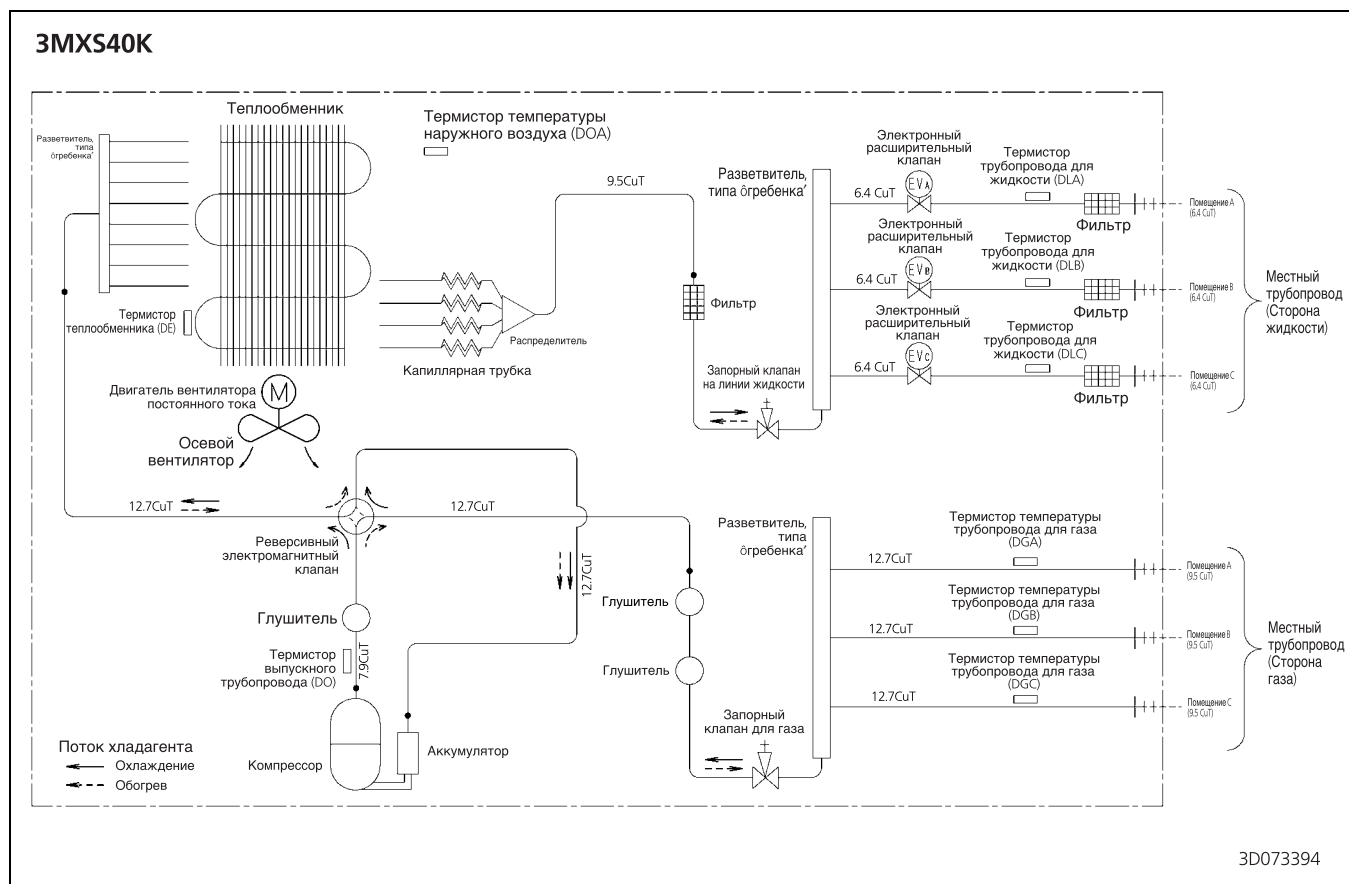 3MXS40K
Теплообменник
Разветвитель,
типа
ôгребенка'
Термистор температуры
наружного воздуха (DOA)
9.5CuT
Разветвитель,
типа ôгребенка'
Электронный
расширительный
клапан
6.4 CuT
EVA
Термистор
трубопровода для
жидкости (DLA)
Фильтр
Помещение A
(6.4 CuT)
Электронный
расширительный
клапан
6.4 CuT
EVB
Термистор
трубопровода для
жидкости (DLB)
Фильтр
Помещение B
(6.4 CuT)
Электронный
расширительный
клапан
6.4 CuT
EVC
Термистор
трубопровода для
жидкости (DLC)
Фильтр
Помещение C
(6.4 CuT)
Местный
трубопровод
(Сторона
жидкости)
Термистор
теплообменника (DE)
Распределитель
Капиллярная трубка
Фильтр
Запорный клапан
на линии жидкости
Двигатель вентилятора
постоянного тока
M
Осевой
вентилятор
12.7CuT
12.7CuT
Реверсивный
электромагнитный
клапан
12.7CuT
Глушитель
Термистор
выпускного
трубопровода (DO)
7.9CuT
Глушитель
Глушитель
Разветвитель,
типа
ôгребенка'
Термистор температуры
трубопровода для газа
(DGA)
12.7CuT
Помещение A
(9.5 CuT)
Термистор температуры
трубопровода для газа
(DGB)
12.7CuT
Помещение B
(9.5 CuT)
Термистор температуры
трубопровода для газа
(DGC)
12.7CuT
Помещение C
(9.5 CuT)
Местный
трубопровод
(Сторона
газа)
Запорный
клапан для газа
Компрессор
Аккумулятор
Поток хладагента
Охлаждение
Обогрев
3D073394